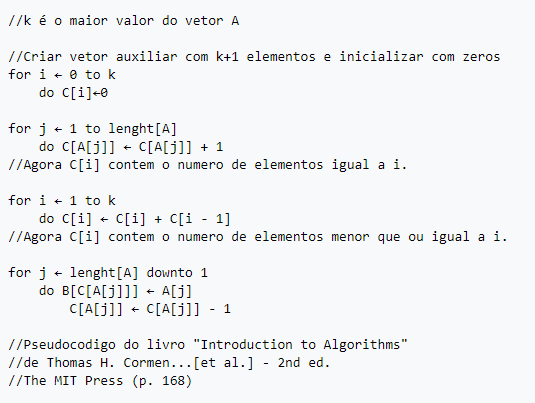 //k é o maior valor do vetor A
//Criar vetor auxiliar com k+1 elementos e inicializar com zeros
for i ← 0 to k
do C[i]←0
for j ← 1 to lenght[A]
do C[A[j]] ← C[A[j]] + 1
//Agora C[i] contem o numero de elementos igual a i.
for i ← 1 to k
do C[i] ← C[i] + C[i - 1]
//Agora C[i] contem o numero de elementos menor que ou igual a i.
for j ← lenght[A] downto 1
do B[C[A[j]]] ← A[j]
C[A[j]] ← C[A[j]] - 1
//Pseudocodigo do livro "Introduction to Algorithms"
//de Thomas H. Cormen...[et al.] - 2nd ed.
//The MIT Press (p. 168)